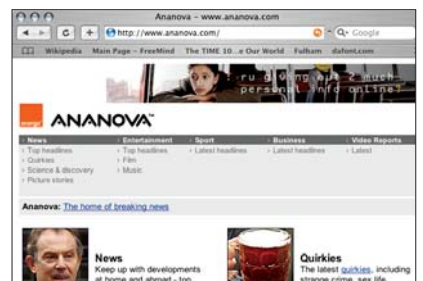 Ananova – www.ananova.com
http://www.ananova.com/
Google
Wikipedia Main Page – FreeMind The TIME 10...e Our World Fulham dafont.com
r u giving out 2 much
personal info online?
orange
ANANOVA™
› News › Entertainment › Sport › Business › Video Reports
› Top headlines › Top headlines › Latest headlines › Latest headlines › Latest
› Quirkies › Film
› Science & discovery › Music
› Picture stories
Ananova: The home of breaking news
News
Keep up with developments
at home and abroad - top
Quirkies
The latest quirkies, including
strange crime, sex life,